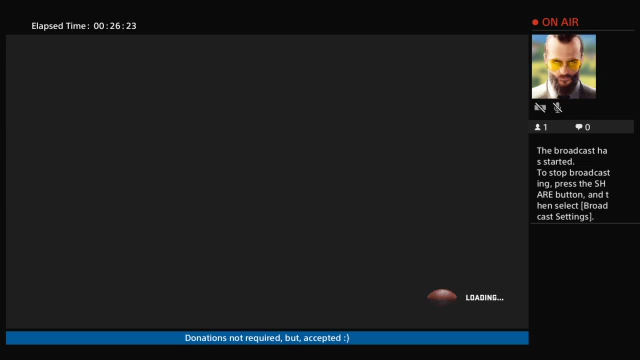 Elapsed Time: 00:26:23
ON AIR
1
0
The broadcast ha
s started.
To stop broadcast
ing, press the SH
ARE button, and t
hen select [Broad
cast Settings].
LOADING...
Donations not required, but, accepted :)